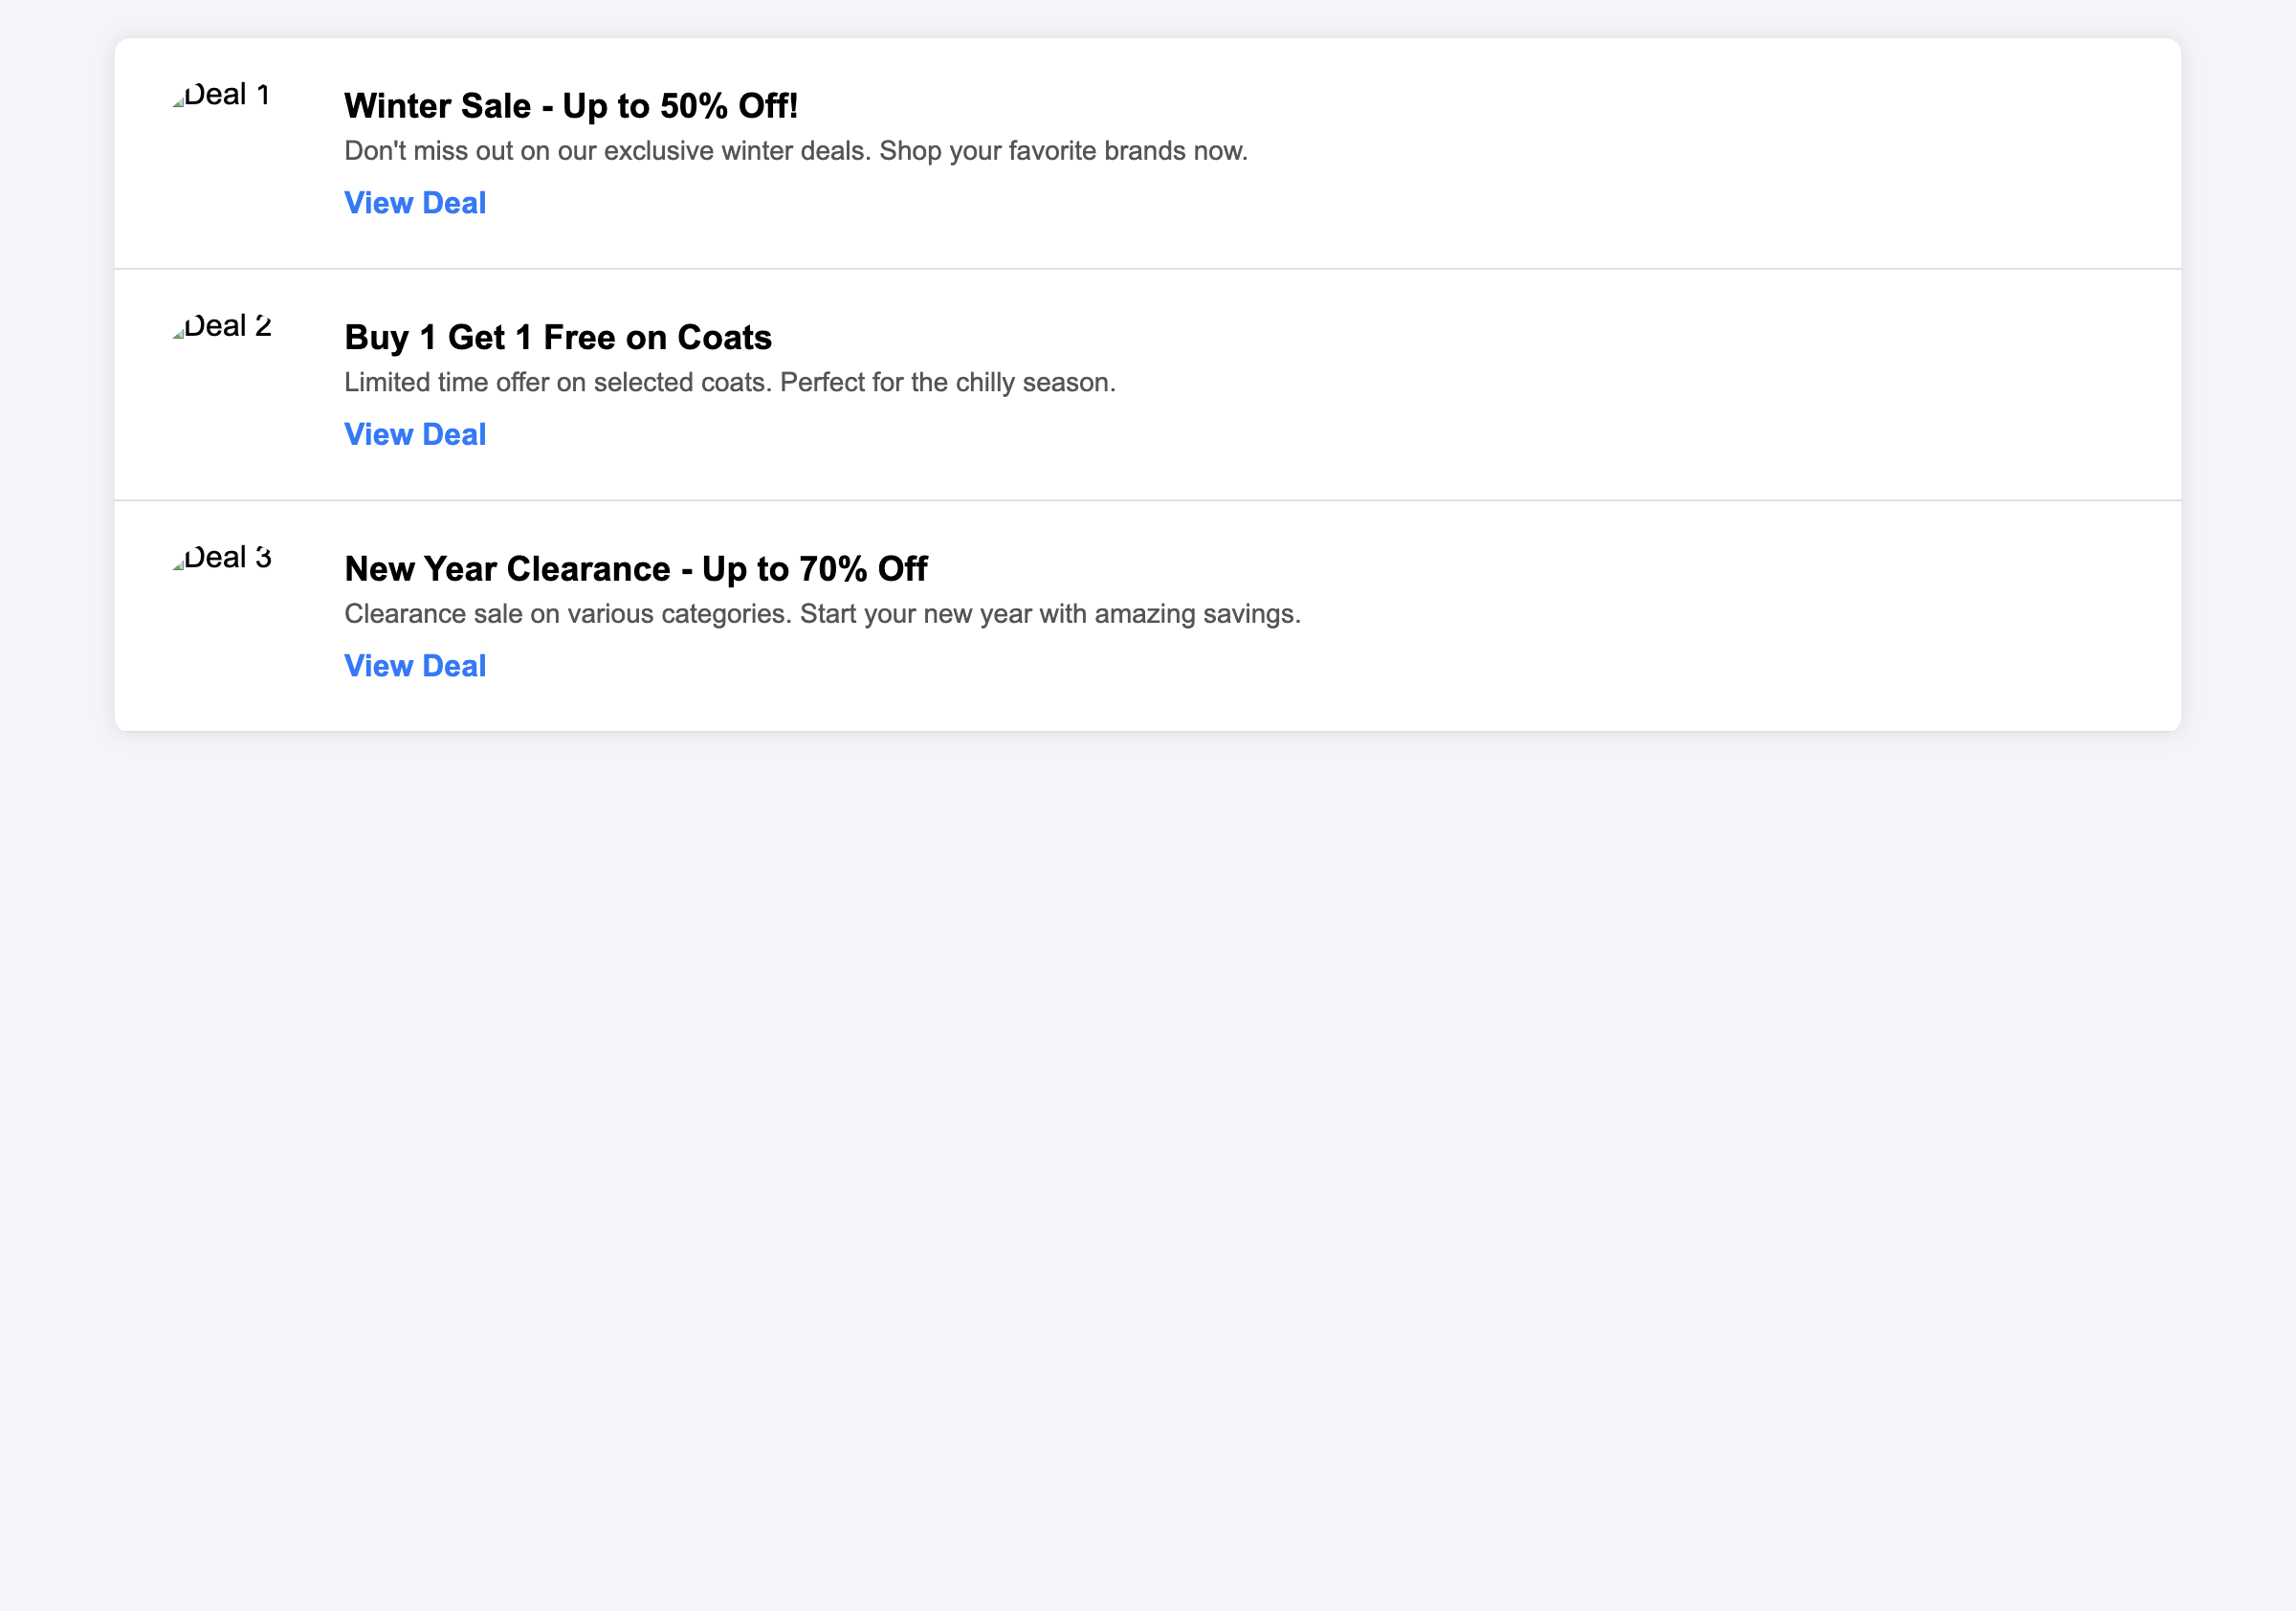 Deal 1
Winter Sale - Up to 50% Off!
Don't miss out on our exclusive winter deals. Shop your favorite brands now.
View Deal
Deal 2
Buy 1 Get 1 Free on Coats
Limited time offer on selected coats. Perfect for the chilly season.
View Deal
Deal 3
New Year Clearance - Up to 70% Off
Clearance sale on various categories. Start your new year with amazing savings.
View Deal